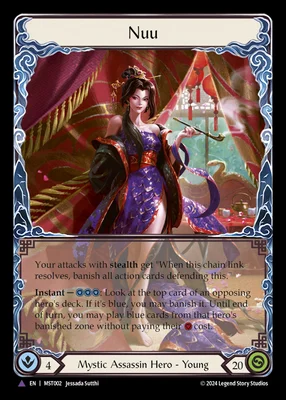 Nuu
Your attacks with stealth get "When this chain link
resolves, banish all action cards defending this."
Instant – : Look at the top card of an opposing
hero's deck. If it's blue, you may banish it. Until end
of turn, you may play blue cards from that hero's
banished zone without paying their cost.
4 Mystic Assassin Hero - Young 20
EN | MST002 Jessada Sutthi ©2024 Legend Story Studios